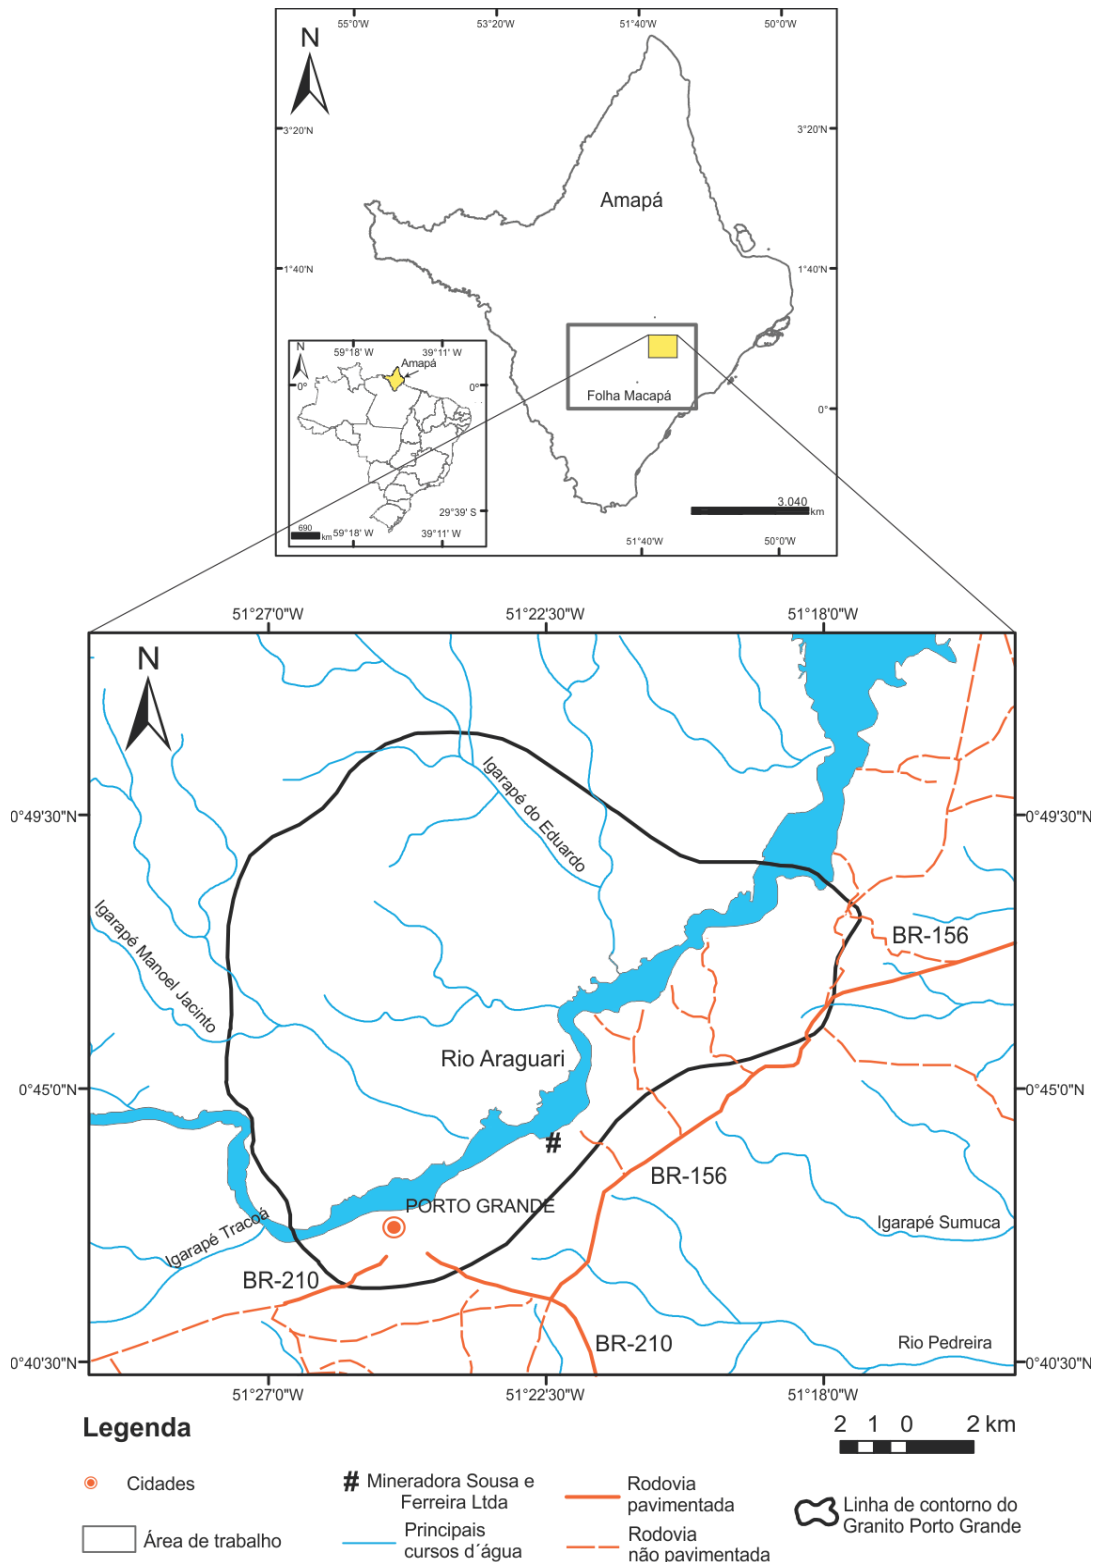 55°0'W
53°20'W
51°40'W
50°0'W
N
3°20'N
3°20'N
Amapá
1°40'N
1°40'N
N
59°18' W
39°11' W
Amapá
0°
0°
Folha Macapá
0°
29°39' S
690
km
59°18' W
39°11' W
3.040
km
51°40'W
50°0'W
51°27'0"W
51°22'30"W
51°18'0"W
N
Igarapé do Eduardo
0°49'30"N
0°49'30"N
Igarapé Manoel Jacinto
BR-156
Rio Araguari
0°45'0"N
0°45'0"N
#
BR-156
PORTO GRANDE
Igarapé Tracoá
Igarapé Sumuca
BR-210
BR-210
Rio Pedreira
0°40'30"N
0°40'30"N
51°27'0"W
51°22'30"W
51°18'0"W
Legenda
2 1 0 2 km
Cidades
# Mineradora Sousa e
Ferreira Ltda
Rodovia
pavimentada
Linha de contorno do
Granito Porto Grande
Área de trabalho
Principais
cursos d´água
Rodovia
não pavimentada